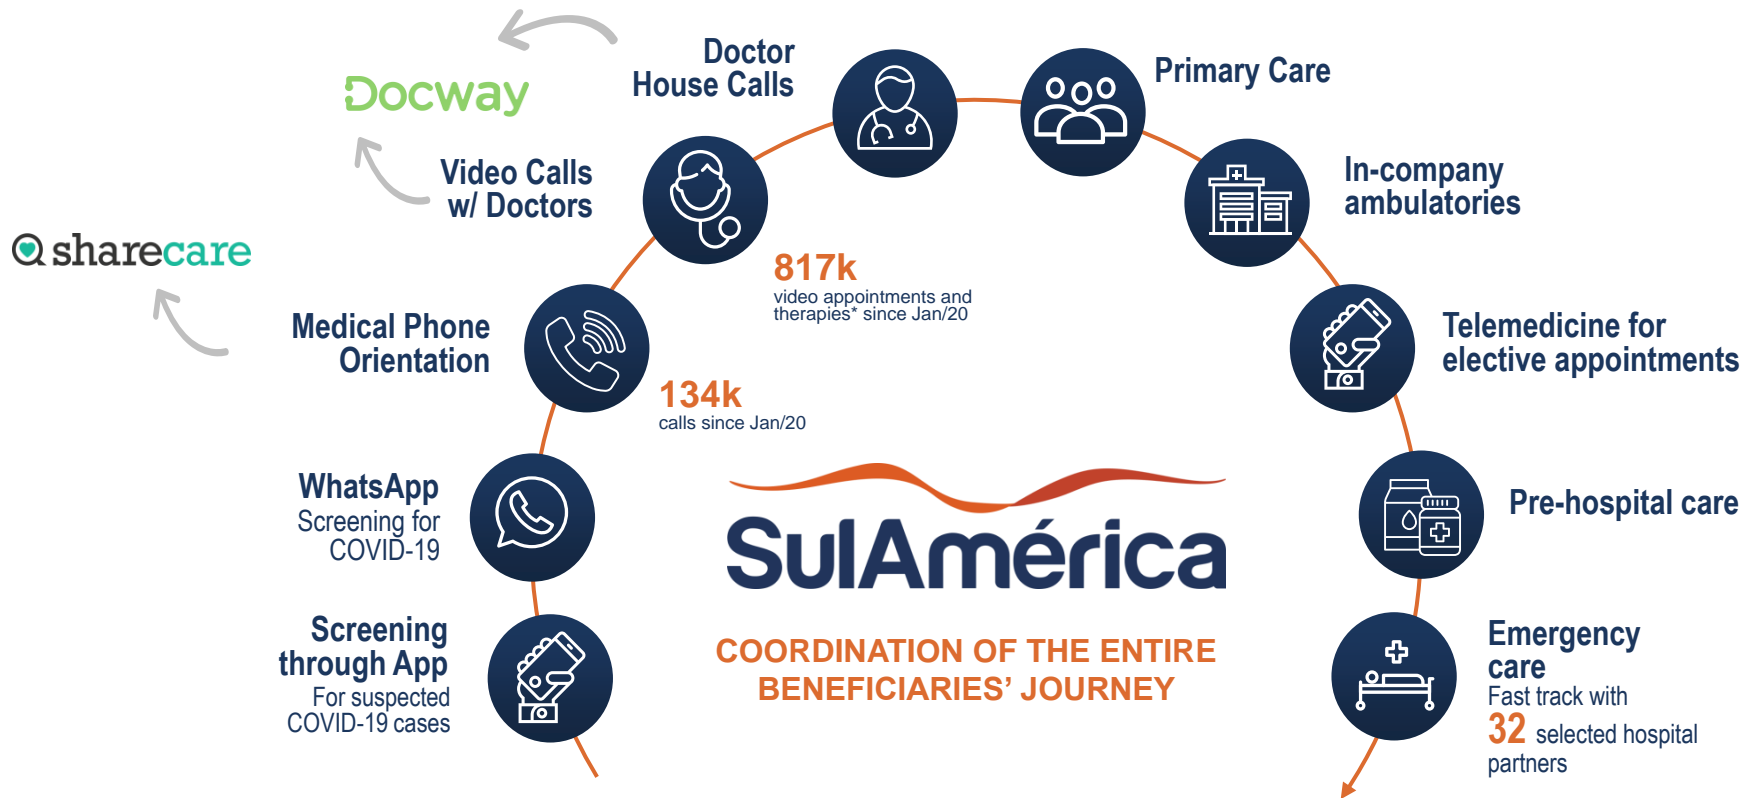 Doctor
House Calls
Docway
Video Calls
w/ Doctors
sharecare
Medical Phone
Orientation
WhatsApp
Screening for
COVID-19
Screening
through App
For suspected
COVID-19 cases
817k
video appointments and
therapies* since Jan/20
134k
calls since Jan/20
SulAmérica
COORDINATION OF THE ENTIRE
BENEFICIARIES’ JOURNEY
Primary Care
In-company
ambulatories
Telemedicine for
elective appointments
Pre-hospital care
Emergency
care
Fast track with
32 selected hospital
partners